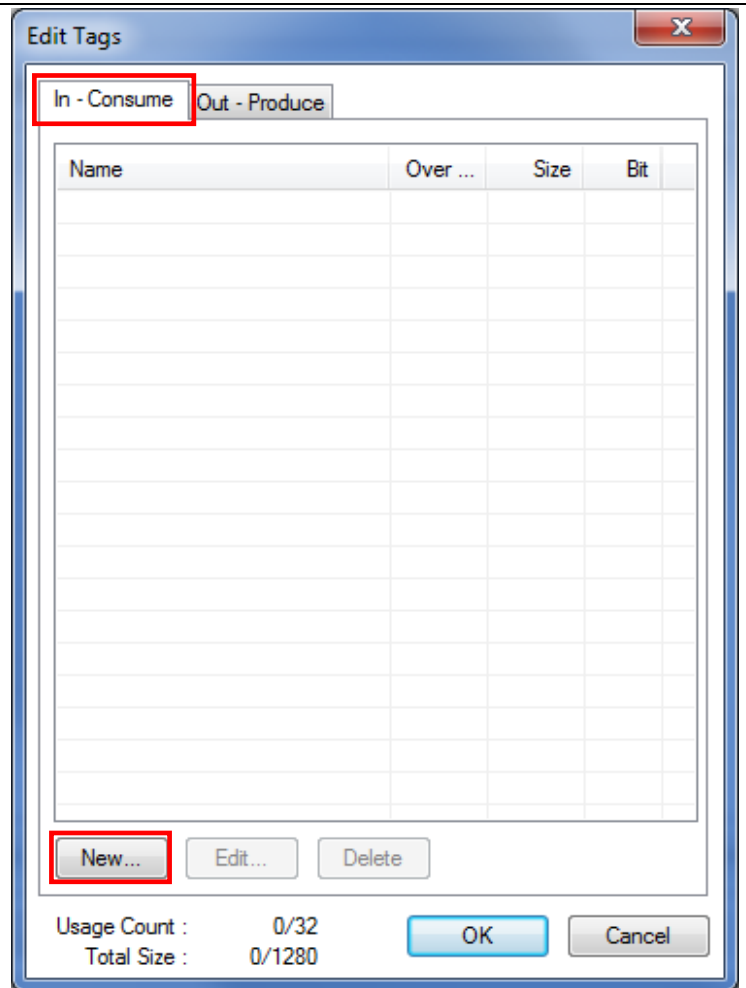 Edit Tags
In - Consume Out - Produce
Name Over ... Size Bit
New... Edit... Delete
Usage Count : 0/32
Total Size : 0/1280
OK Cancel